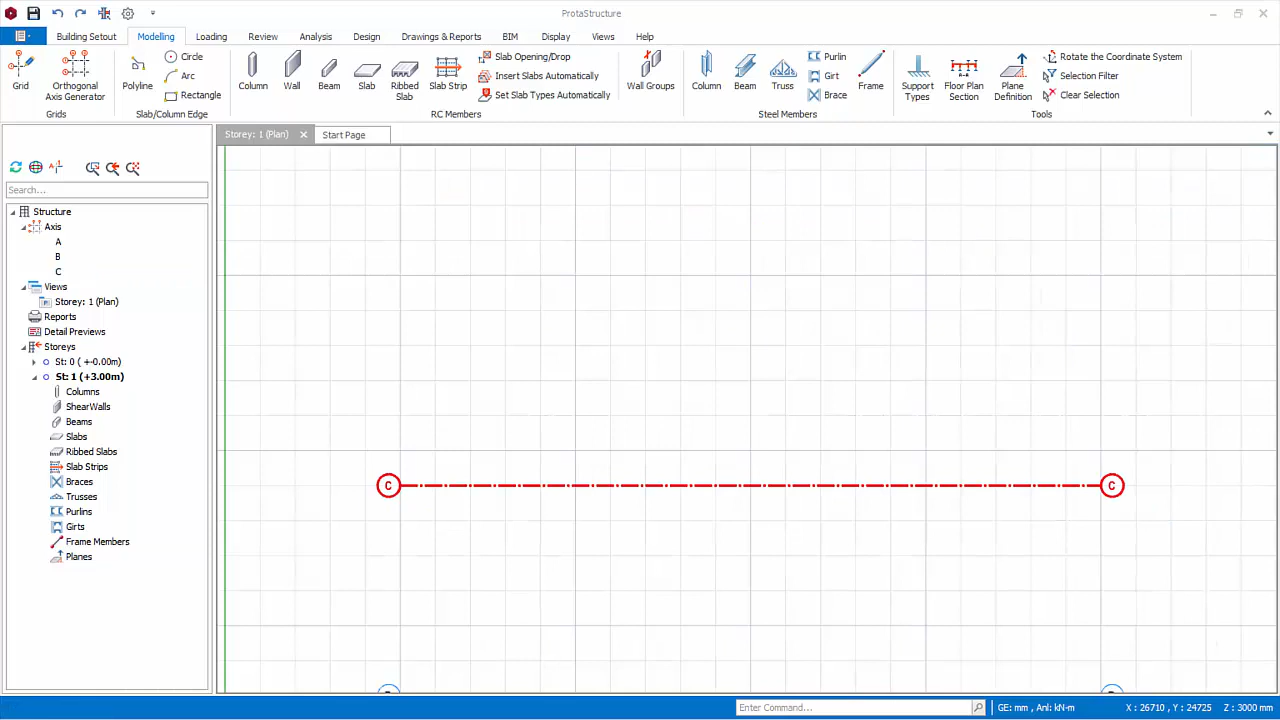 ProtaStructure
Building Setout
Modelling
Loading
Review
Analysis
Design
Drawings & Reports
BIM
Display
Views
Help
Grid
Orthogonal Axis Generator
Grids
Polyline
Circle
Arc
Rectangle
Slab/Column Edge
Column
Wall
Beam
Slab
Ribbed Slab
Slab Strip
Slab Opening/Drop
Insert Slabs Automatically
Set Slab Types Automatically
Wall Groups
RC Members
Column
Beam
Truss
Purlin
Girt
Brace
Frame
Steel Members
Support Types
Floor Plan Section
Plane Definition
Rotate the Coordinate System
Selection Filter
Clear Selection
Tools
Storey: 1 (Plan)
Start Page
Search...
Structure
Axis
A
B
C
Views
Storey: 1 (Plan)
Reports
Detail Previews
Storeys
St: 0 ( +-0.00m)
St: 1 (+3.00m)
Columns
ShearWalls
Beams
Slabs
Ribbed Slabs
Slab Strips
Braces
Trusses
Purlins
Girts
Frame Members
Planes
C
C
Enter Command...
GE: mm , Anl: kN-m
X : 26710 , Y : 24725
Z : 3000 mm